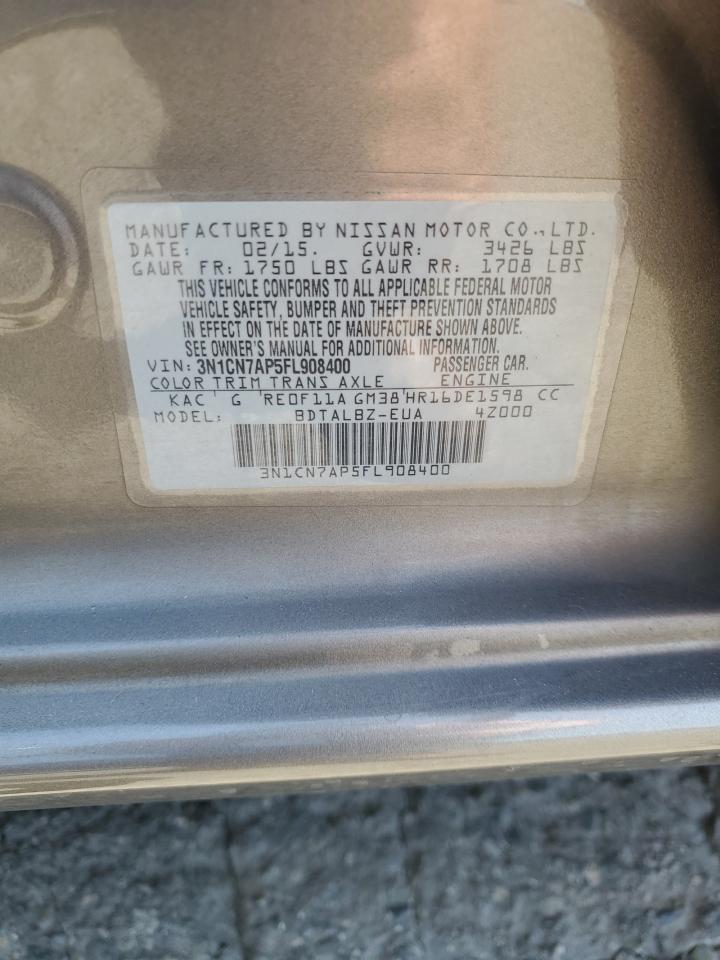 MANUFACTURED BY NISSAN MOTOR CO., LTD.
DATE: 02/15. GVWR: 3426 LBS
GAWR FR: 1750 LBS GAWR RR: 1708 LBS
THIS VEHICLE CONFORMS TO ALL APPLICABLE FEDERAL MOTOR
VEHICLE SAFETY, BUMPER AND THEFT PREVENTION STANDARDS
IN EFFECT ON THE DATE OF MANUFACTURE SHOWN ABOVE.
SEE OWNER'S MANUAL FOR ADDITIONAL INFORMATION.
VIN: 3N1CN7AP5FL908400 PASSENGER CAR.
COLOR TRIM TRANS AXLE ENGINE
KAC G RE0F11A GM38 HR16DE1598 CC
MODEL: BDTALBZ-EUA 4Z000
3N1CN7AP5FL908400